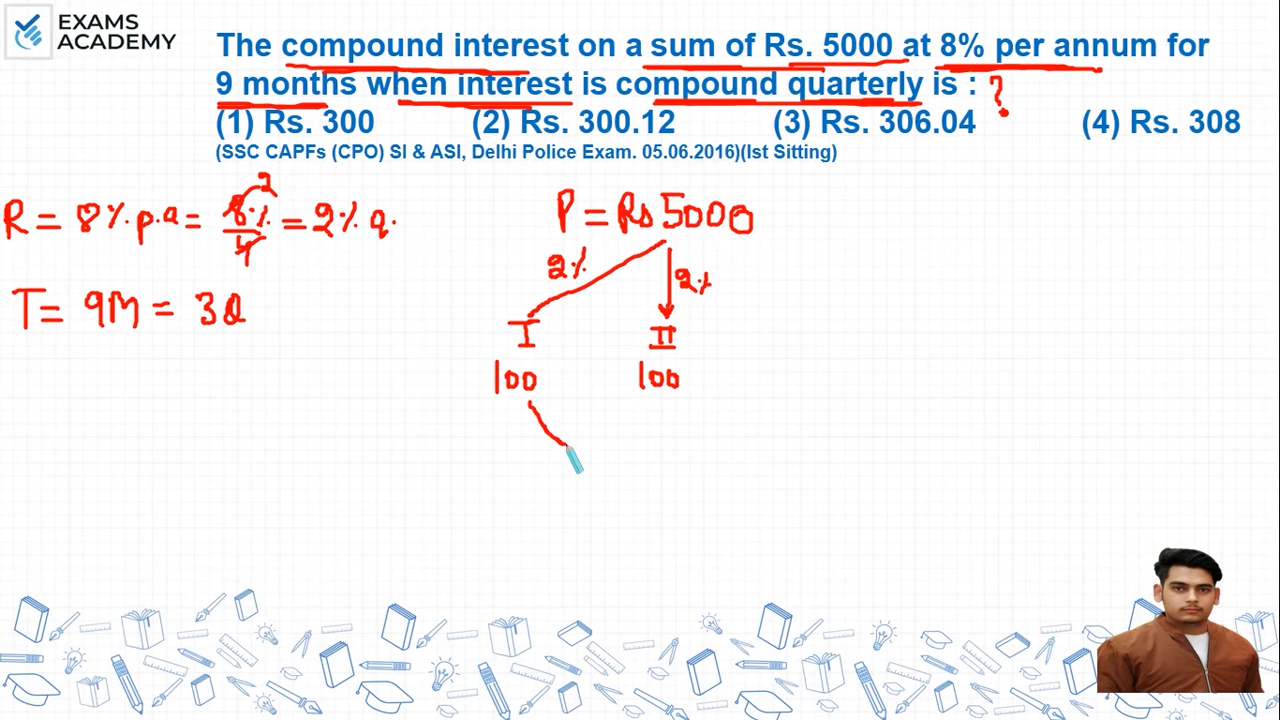 EXAMS
ACADEMY
The compound interest on a sum of Rs. 5000 at 8% per annum for
9 months when interest is compound quarterly is : ?
(1) Rs. 300 (2) Rs. 300.12 (3) Rs. 306.04 (4) Rs. 308
(SSC CAPFs (CPO) SI & ASI, Delhi Police Exam. 05.06.2016)(Ist Sitting)
R = 8% p.a = 8%/4 2 = 2% q.
P = Rs 5000
2% 2%
T = 9M = 3Q
I II
100 100